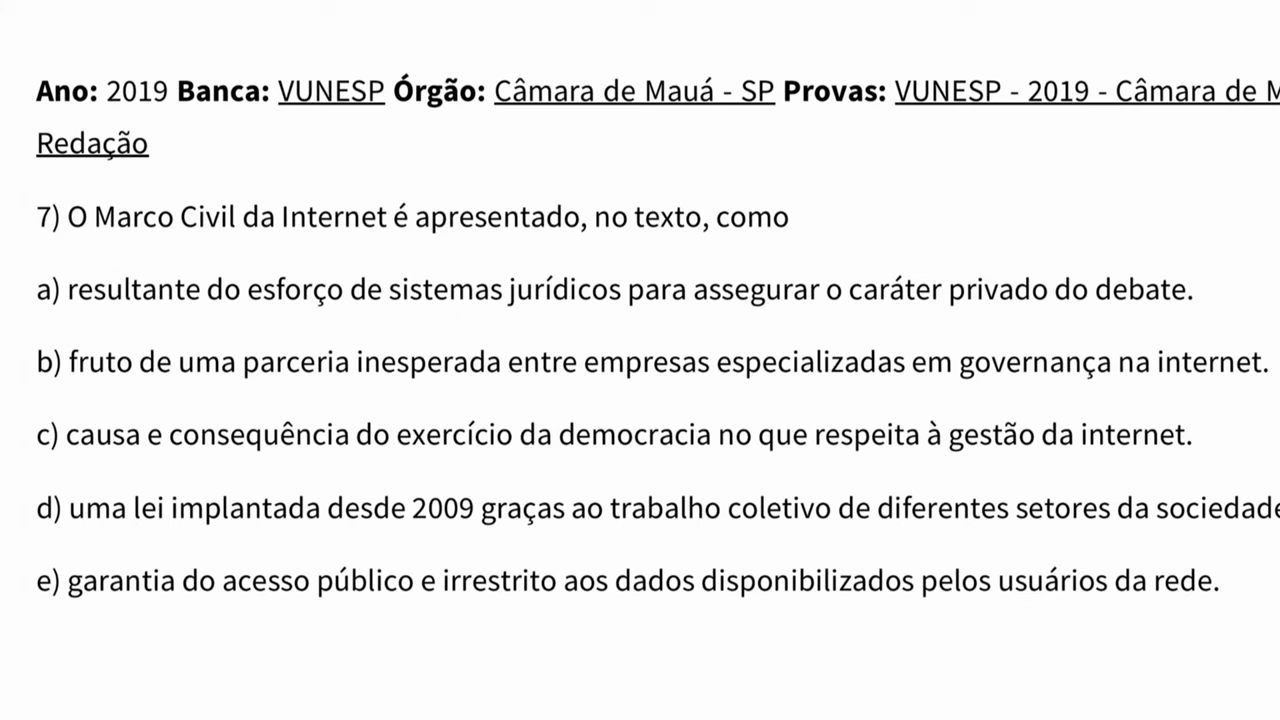 Ano: 2019 Banca: VUNESP Órgão: Câmara de Mauá - SP Provas: VUNESP - 2019 - Câmara de M
Redação
7) O Marco Civil da Internet é apresentado, no texto, como
a) resultante do esforço de sistemas jurídicos para assegurar o caráter privado do debate.
b) fruto de uma parceria inesperada entre empresas especializadas em governança na internet.
c) causa e consequência do exercício da democracia no que respeita à gestão da internet.
d) uma lei implantada desde 2009 graças ao trabalho coletivo de diferentes setores da sociedade
e) garantia do acesso público e irrestrito aos dados disponibilizados pelos usuários da rede.